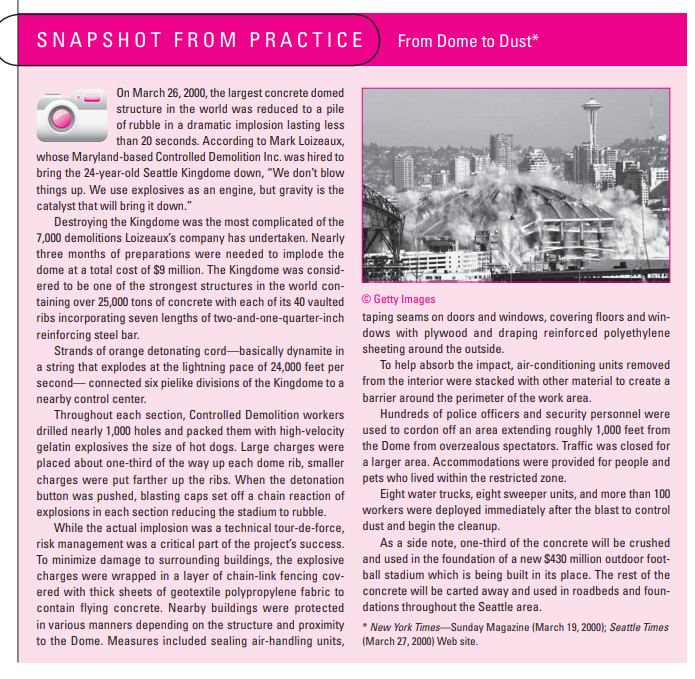 SNAPSHOT FROM PRACTICE From Dome to Dust*
On March 26, 2000, the largest concrete domed
structure in the world was reduced to a pile
of rubble in a dramatic implosion lasting less
than 20 seconds. According to Mark Loizeaux,
whose Maryland-based Controlled Demolition Inc. was hired to
bring the 24-year-old Seattle Kingdome down, “We don’t blow
things up. We use explosives as an engine, but gravity is the
catalyst that will bring it down.”
Destroying the Kingdome was the most complicated of the
7,000 demolitions Loizeaux’s company has undertaken. Nearly
three months of preparations were needed to implode the
dome at a total cost of $9 million. The Kingdome was consid-
ered to be one of the strongest structures in the world con-
taining over 25,000 tons of concrete with each of its 40 vaulted
ribs incorporating seven lengths of two-and-one-quarter-inch
reinforcing steel bar.
Strands of orange detonating cord—basically dynamite in
a string that explodes at the lightning pace of 24,000 feet per
second— connected six pielike divisions of the Kingdome to a
nearby control center.
Throughout each section, Controlled Demolition workers
drilled nearly 1,000 holes and packed them with high-velocity
gelatin explosives the size of hot dogs. Large charges were
placed about one-third of the way up each dome rib, smaller
charges were put farther up the ribs. When the detonation
button was pushed, blasting caps set off a chain reaction of
explosions in each section reducing the stadium to rubble.
While the actual implosion was a technical tour-de-force,
risk management was a critical part of the project’s success.
To minimize damage to surrounding buildings, the explosive
charges were wrapped in a layer of chain-link fencing cov-
ered with thick sheets of geotextile polypropylene fabric to
contain flying concrete. Nearby buildings were protected
in various manners depending on the structure and proximity
to the Dome. Measures included sealing air-handling units,
© Getty Images
taping seams on doors and windows, covering floors and win-
dows with plywood and draping reinforced polyethylene
sheeting around the outside.
To help absorb the impact, air-conditioning units removed
from the interior were stacked with other material to create a
barrier around the perimeter of the work area.
Hundreds of police officers and security personnel were
used to cordon off an area extending roughly 1,000 feet from
the Dome from overzealous spectators. Traffic was closed for
a larger area. Accommodations were provided for people and
pets who lived within the restricted zone.
Eight water trucks, eight sweeper units, and more than 100
workers were deployed immediately after the blast to control
dust and begin the cleanup.
As a side note, one-third of the concrete will be crushed
and used in the foundation of a new $430 million outdoor foot-
ball stadium which is being built in its place. The rest of the
concrete will be carted away and used in roadbeds and foun-
dations throughout the Seattle area.
* New York Times—Sunday Magazine (March 19, 2000); Seattle Times
(March 27, 2000) Web site.